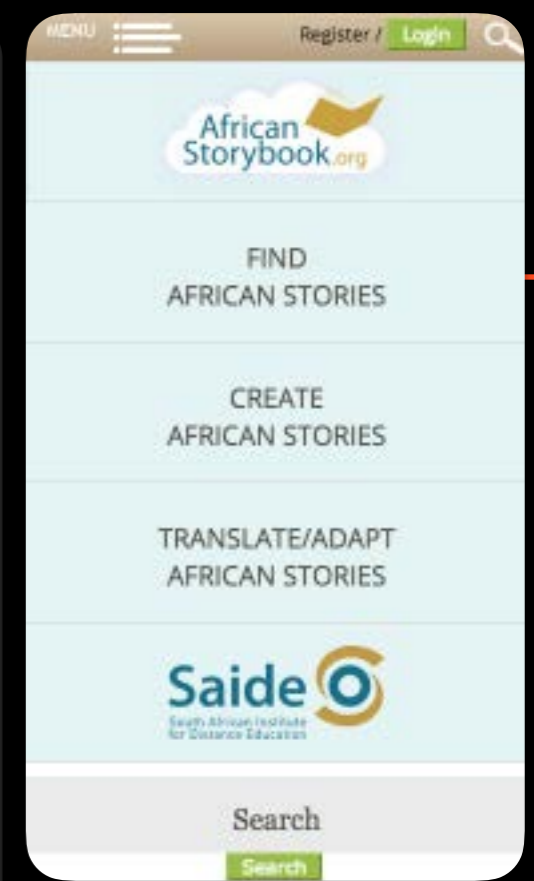 MENU
Register / Login
African
Storybook.org
FIND
AFRICAN STORIES
CREATE
AFRICAN STORIES
TRANSLATE/ADAPT
AFRICAN STORIES
Saide
South African Institute
for Distance Education
Search
Search